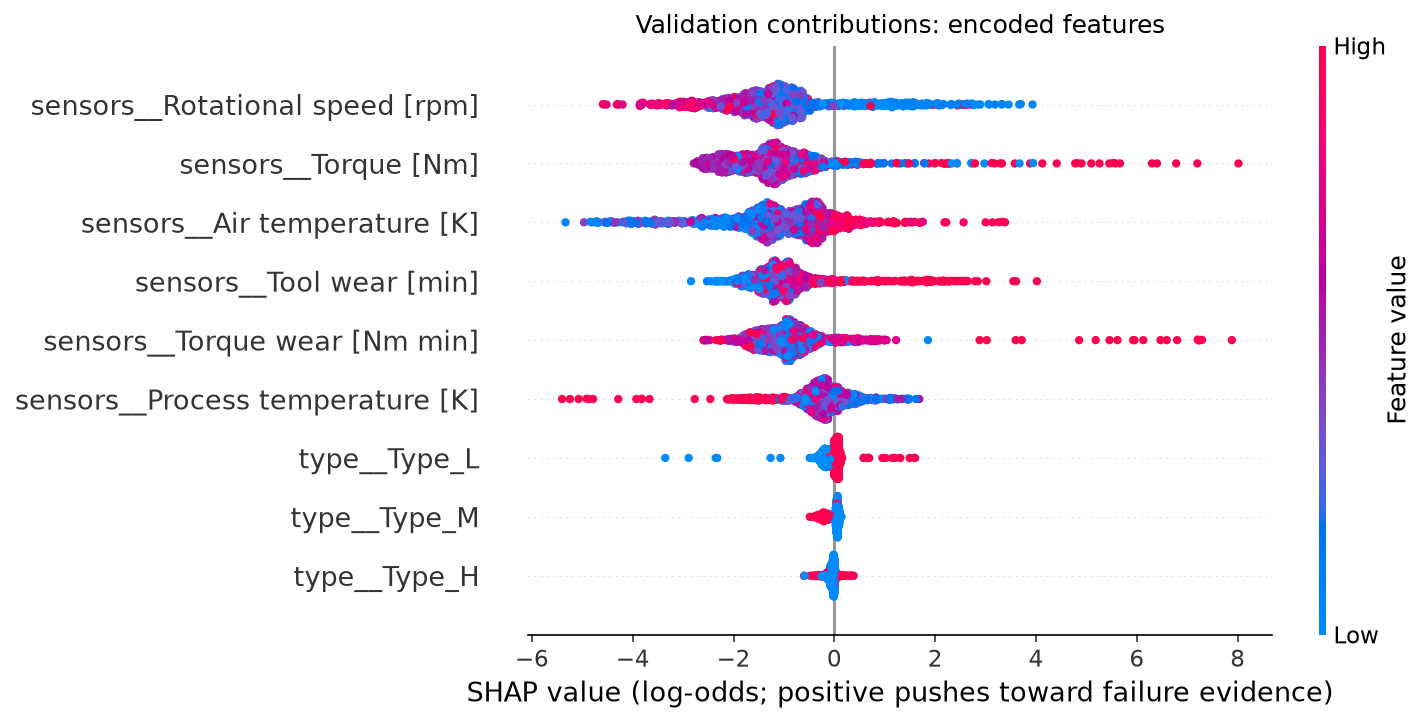 Validation contributions: encoded features
High
sensors__Rotational speed [rpm]
sensors__Torque [Nm]
sensors__Air temperature [K]
sensors__Tool wear [min]
sensors__Torque wear [Nm min]
sensors__Process temperature [K]
type__Type_L
type__Type_M
type__Type_H
Feature value
Low
−6 −4 −2 0 2 4 6 8
SHAP value (log-odds; positive pushes toward failure evidence)